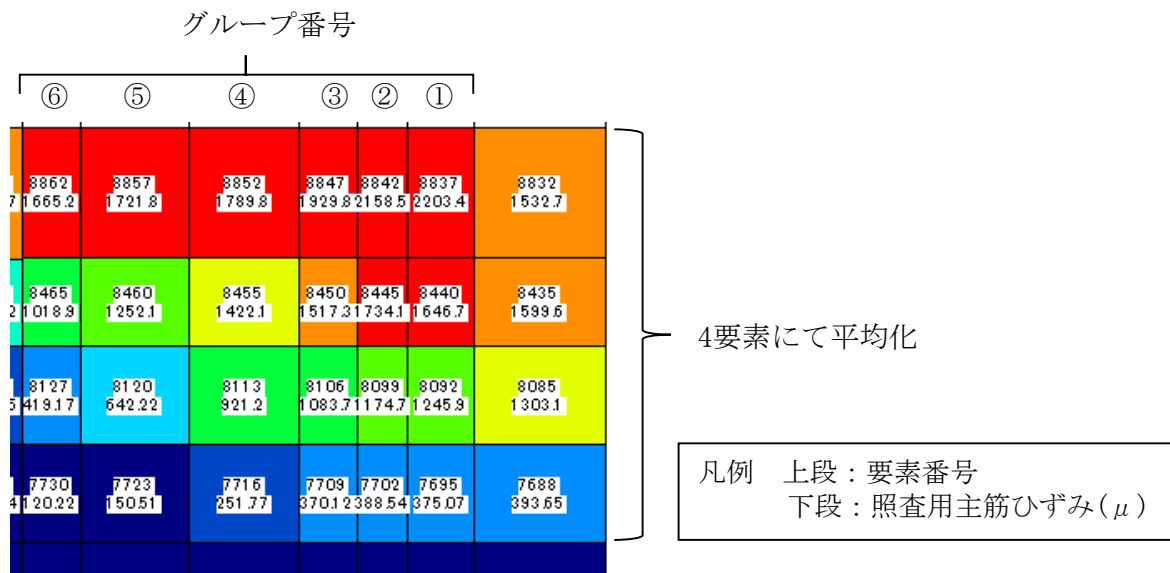 グループ番号
⑥ ⑤ ④ ③ ② ①
8862 8857 8852 8847 8842 8837 8832
7 1665.2 1721.8 1789.8 1929.8 2158.5 2203.4 1532.7
8465 8460 8455 8450 8445 8440 8435
2 1018.9 1252.1 1422.1 1517.3 1734.1 1646.7 1599.6
4要素にて平均化
8127 8120 8113 8106 8099 8092 8085
5 419.17 642.22 921.2 1083.7 1174.7 1245.9 1303.1
7730 7723 7716 7709 7702 7695 7688
4 120.22 150.51 251.77 370.12 388.54 375.07 393.65
凡例 上段:要素番号
下段:照査用主筋ひずみ(μ)